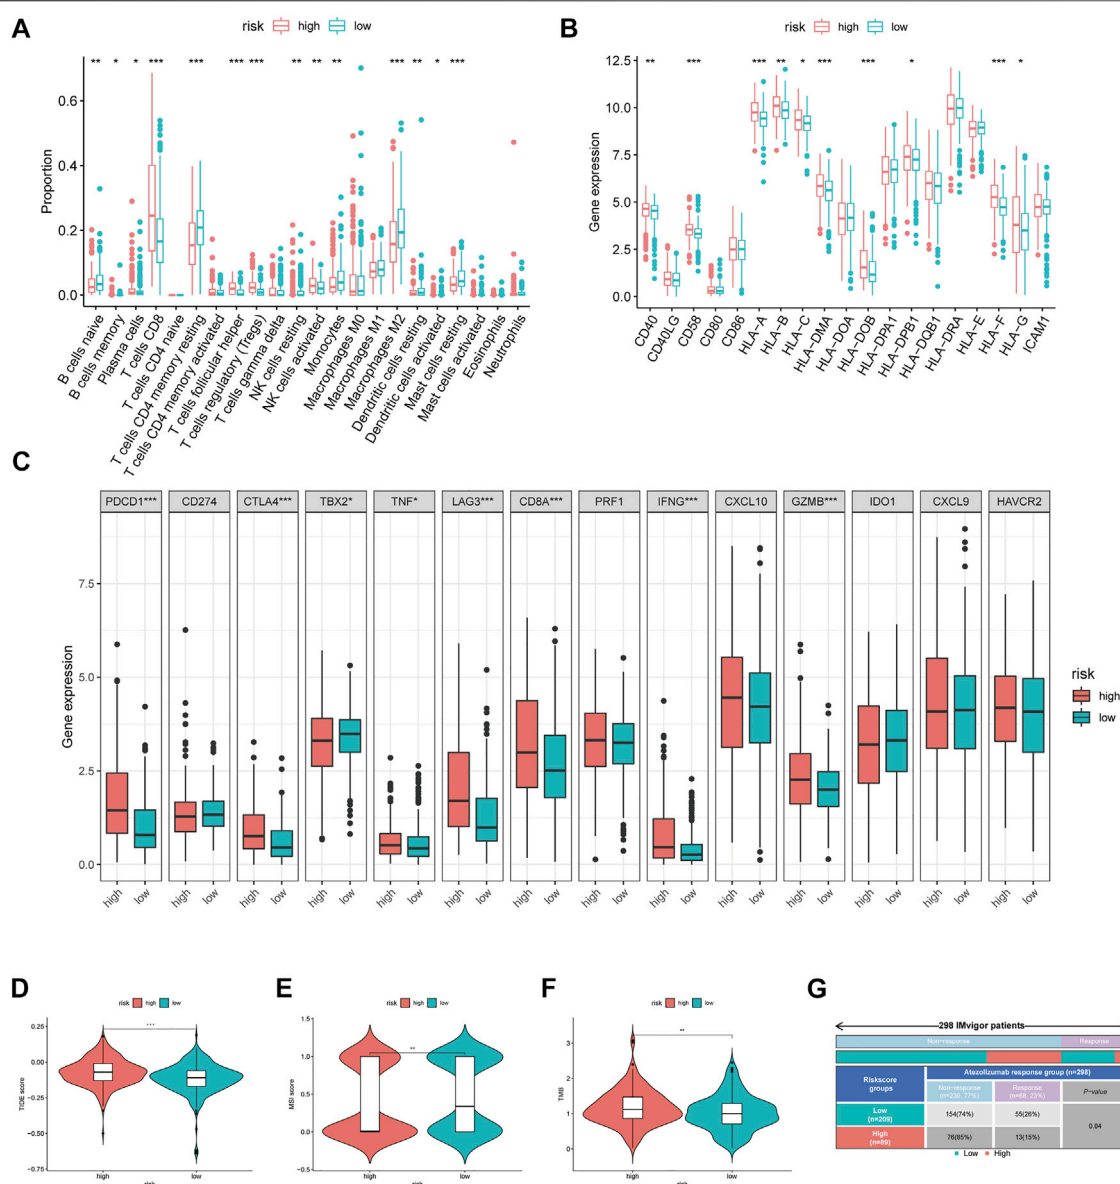 A
risk high low
** * * *** *** *** *** ** ** ** *** ** * ***
Proportion
0.6
0.4
0.2
0.0
B cells naive
B cells memory
Plasma cells
T cells CD8
T cells CD4 naive
T cells CD4 memory resting
T cells CD4 memory activated
T cells follicular helper
T cells regulatory (Tregs)
T cells gamma delta
NK cells resting
NK cells activated
Monocytes
Macrophages M0
Macrophages M1
Macrophages M2
Dendritic cells resting
Dendritic cells activated
Mast cells resting
Mast cells activated
Eosinphils
Neutrophils
B
risk high low
** *** *** ** * *** *** * *** *
Gene expression
12.5
10.0
7.5
5.0
2.5
0.0
CD40
CD40LG
CD58
CD80
CD86
HLA-A
HLA-B
HLA-C
HLA-DMA
HLA-DOA
HLA-DOB
HLA-DPA1
HLA-DPB1
HLA-DQB1
HLA-DRA
HLA-E
HLA-F
HLA-G
ICAM1
C
PDCD1*** CD274 CTLA4*** TBX2* TNF* LAG3*** CD8A*** PRF1 IFNG*** CXCL10 GZMB*** IDO1 CXCL9 HAVCR2
Gene expression
7.5
5.0
2.5
0.0
high low high low high low high low high low high low high low high low high low high low high low high low high low high low
risk
high
low
D
risk high low
***
TIDE score
0.25
0.00
-0.25
-0.50
-0.75
high low
risk
E
risk high low
**
MSI score
1.5
1.0
0.5
0.0
-0.5
high low
risk
F
risk high low
**
TMB
3
2
1
0
high low
risk
G
298 IMvigor patients
Non-response Response
Riskscore groups
Atezolizumab response group (n=298)
Non-response (n=230, 77%)
Response (n=68, 23%)
P-value
Low (n=209)
154(74%) 55(26%)
0.04
High (n=89)
76(85%) 13(15%)
Low High